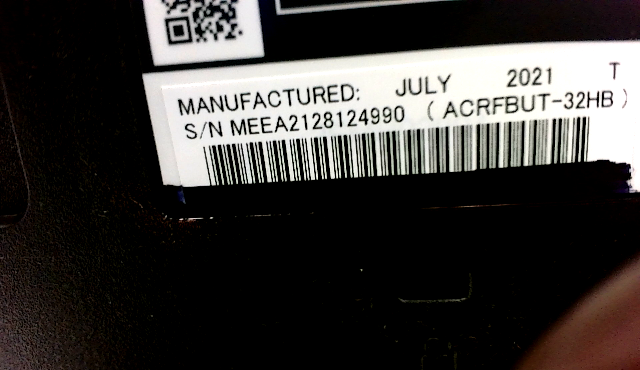 MANUFACTURED: JULY 2021 T
S/N MEEA2128124990 (ACRFBUT-32HB)